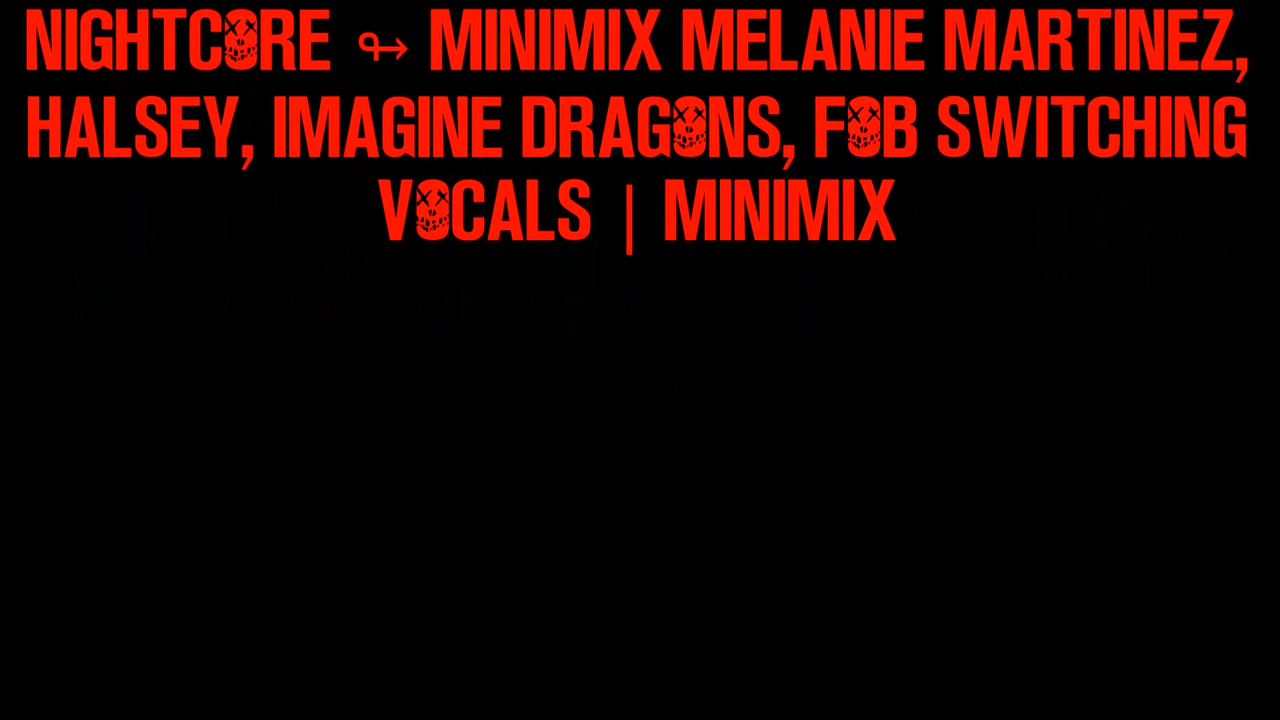 NIGHTCORE ↬ MINIMIX MELANIE MARTINEZ,
HALSEY, IMAGINE DRAGONS, FOB SWITCHING
VOCALS | MINIMIX